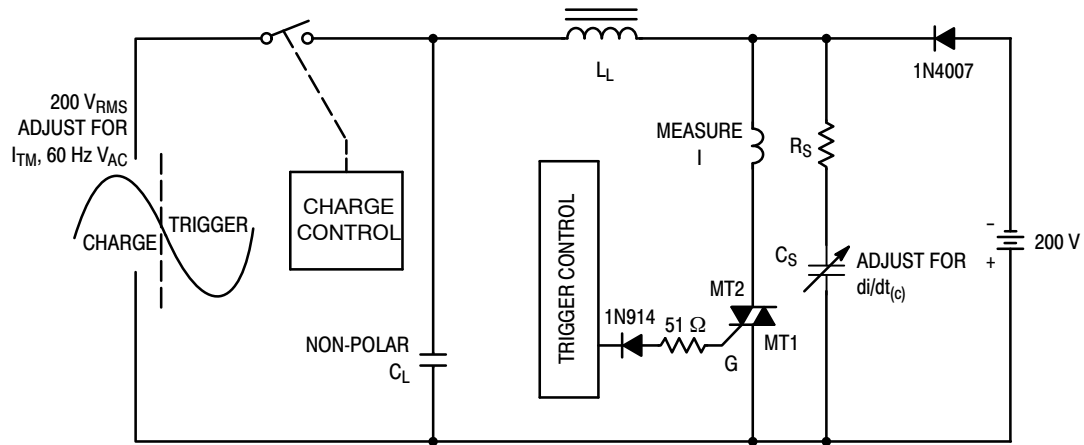 L_L
1N4007
200 V_RMS
ADJUST FOR
I_TM, 60 Hz V_AC
MEASURE
I
R_S
TRIGGER
CHARGE
CHARGE
CONTROL
TRIGGER CONTROL
-
+
200 V
C_S
ADJUST FOR
di/dt_(c)
MT2
1N914
51 Ω
MT1
G
NON-POLAR
C_L